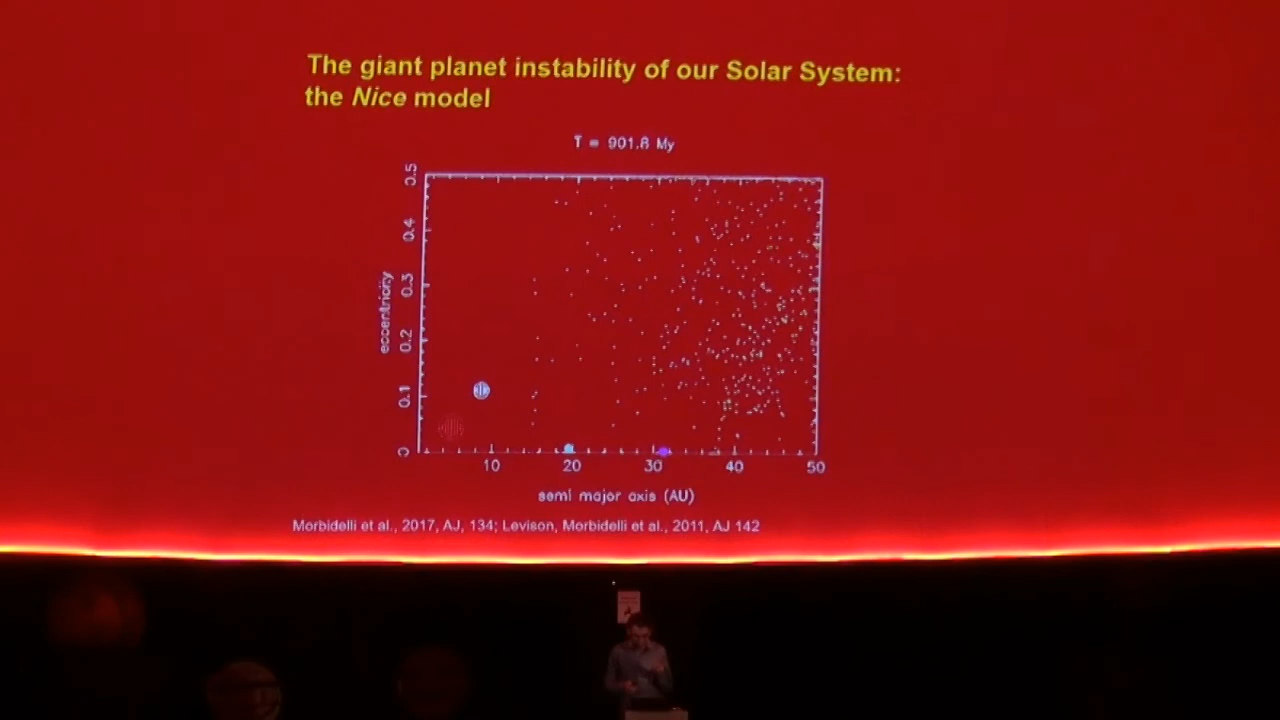 The giant planet instability of our Solar System:
the Nice model
T = 901.8 My
0.5
0.4
0.3
0.2
0.1
0
eccentricity
10 20 30 40 50
semi major axis (AU)
Morbidelli et al., 2017, AJ, 134; Levison, Morbidelli et al., 2011, AJ 142